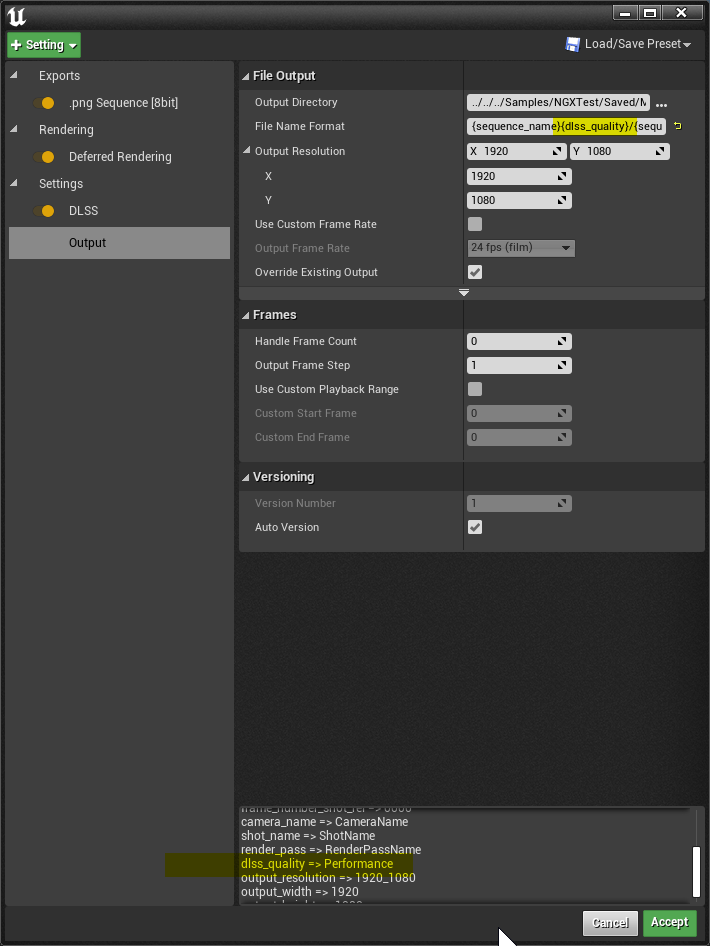 + Setting
Load/Save Preset
Exports
.png Sequence [8bit]
Rendering
Deferred Rendering
Settings
DLSS
Output
File Output
Output Directory ../../../Samples/NGXTest/Saved/M ...
File Name Format {sequence_name}{dlss_quality}/{sequ
Output Resolution X 1920 Y 1080
X 1920
Y 1080
Use Custom Frame Rate
Output Frame Rate 24 fps (film)
Override Existing Output
Frames
Handle Frame Count 0
Output Frame Step 1
Use Custom Playback Range
Custom Start Frame 0
Custom End Frame 0
Versioning
Version Number 1
Auto Version
camera_name => CameraName
shot_name => ShotName
render_pass => RenderPassName
dlss_quality => Performance
output_resolution => 1920_1080
output_width => 1920
Cancel Accept